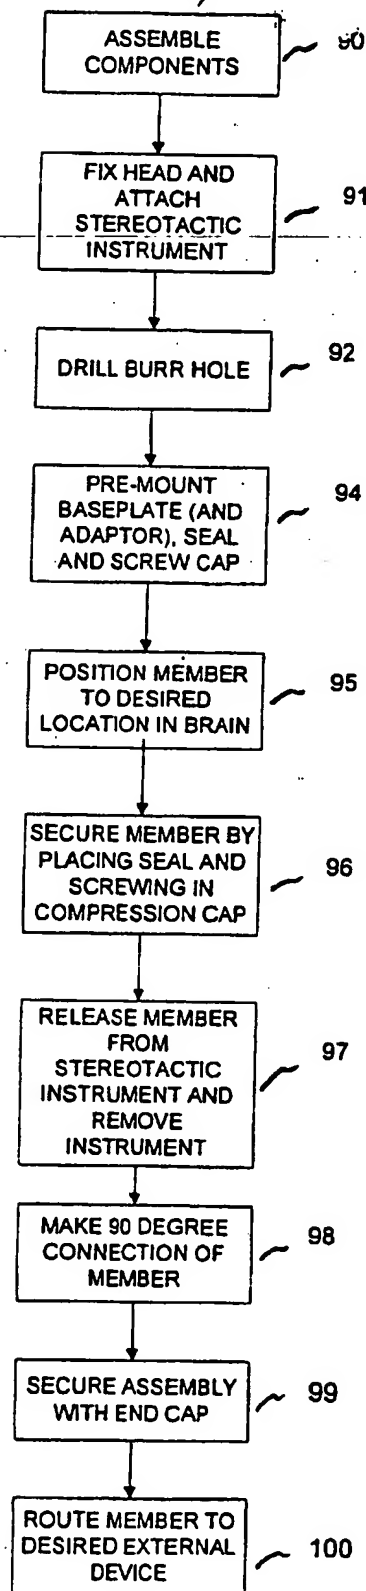 ASSEMBLE
COMPONENTS
90
FIX HEAD AND
ATTACH
STEREOTACTIC
INSTRUMENT
91
DRILL BURR HOLE
92
PRE-MOUNT
BASEPLATE (AND
ADAPTOR), SEAL
AND SCREW CAP
94
POSITION MEMBER
TO DESIRED
LOCATION IN BRAIN
95
SECURE MEMBER BY
PLACING SEAL AND
SCREWING IN
COMPRESSION CAP
96
RELEASE MEMBER
FROM
STEREOTACTIC
INSTRUMENT AND
REMOVE
INSTRUMENT
97
MAKE 90 DEGREE
CONNECTION OF
MEMBER
98
SECURE ASSEMBLY
WITH END CAP
99
ROUTE MEMBER TO
DESIRED EXTERNAL
DEVICE
100